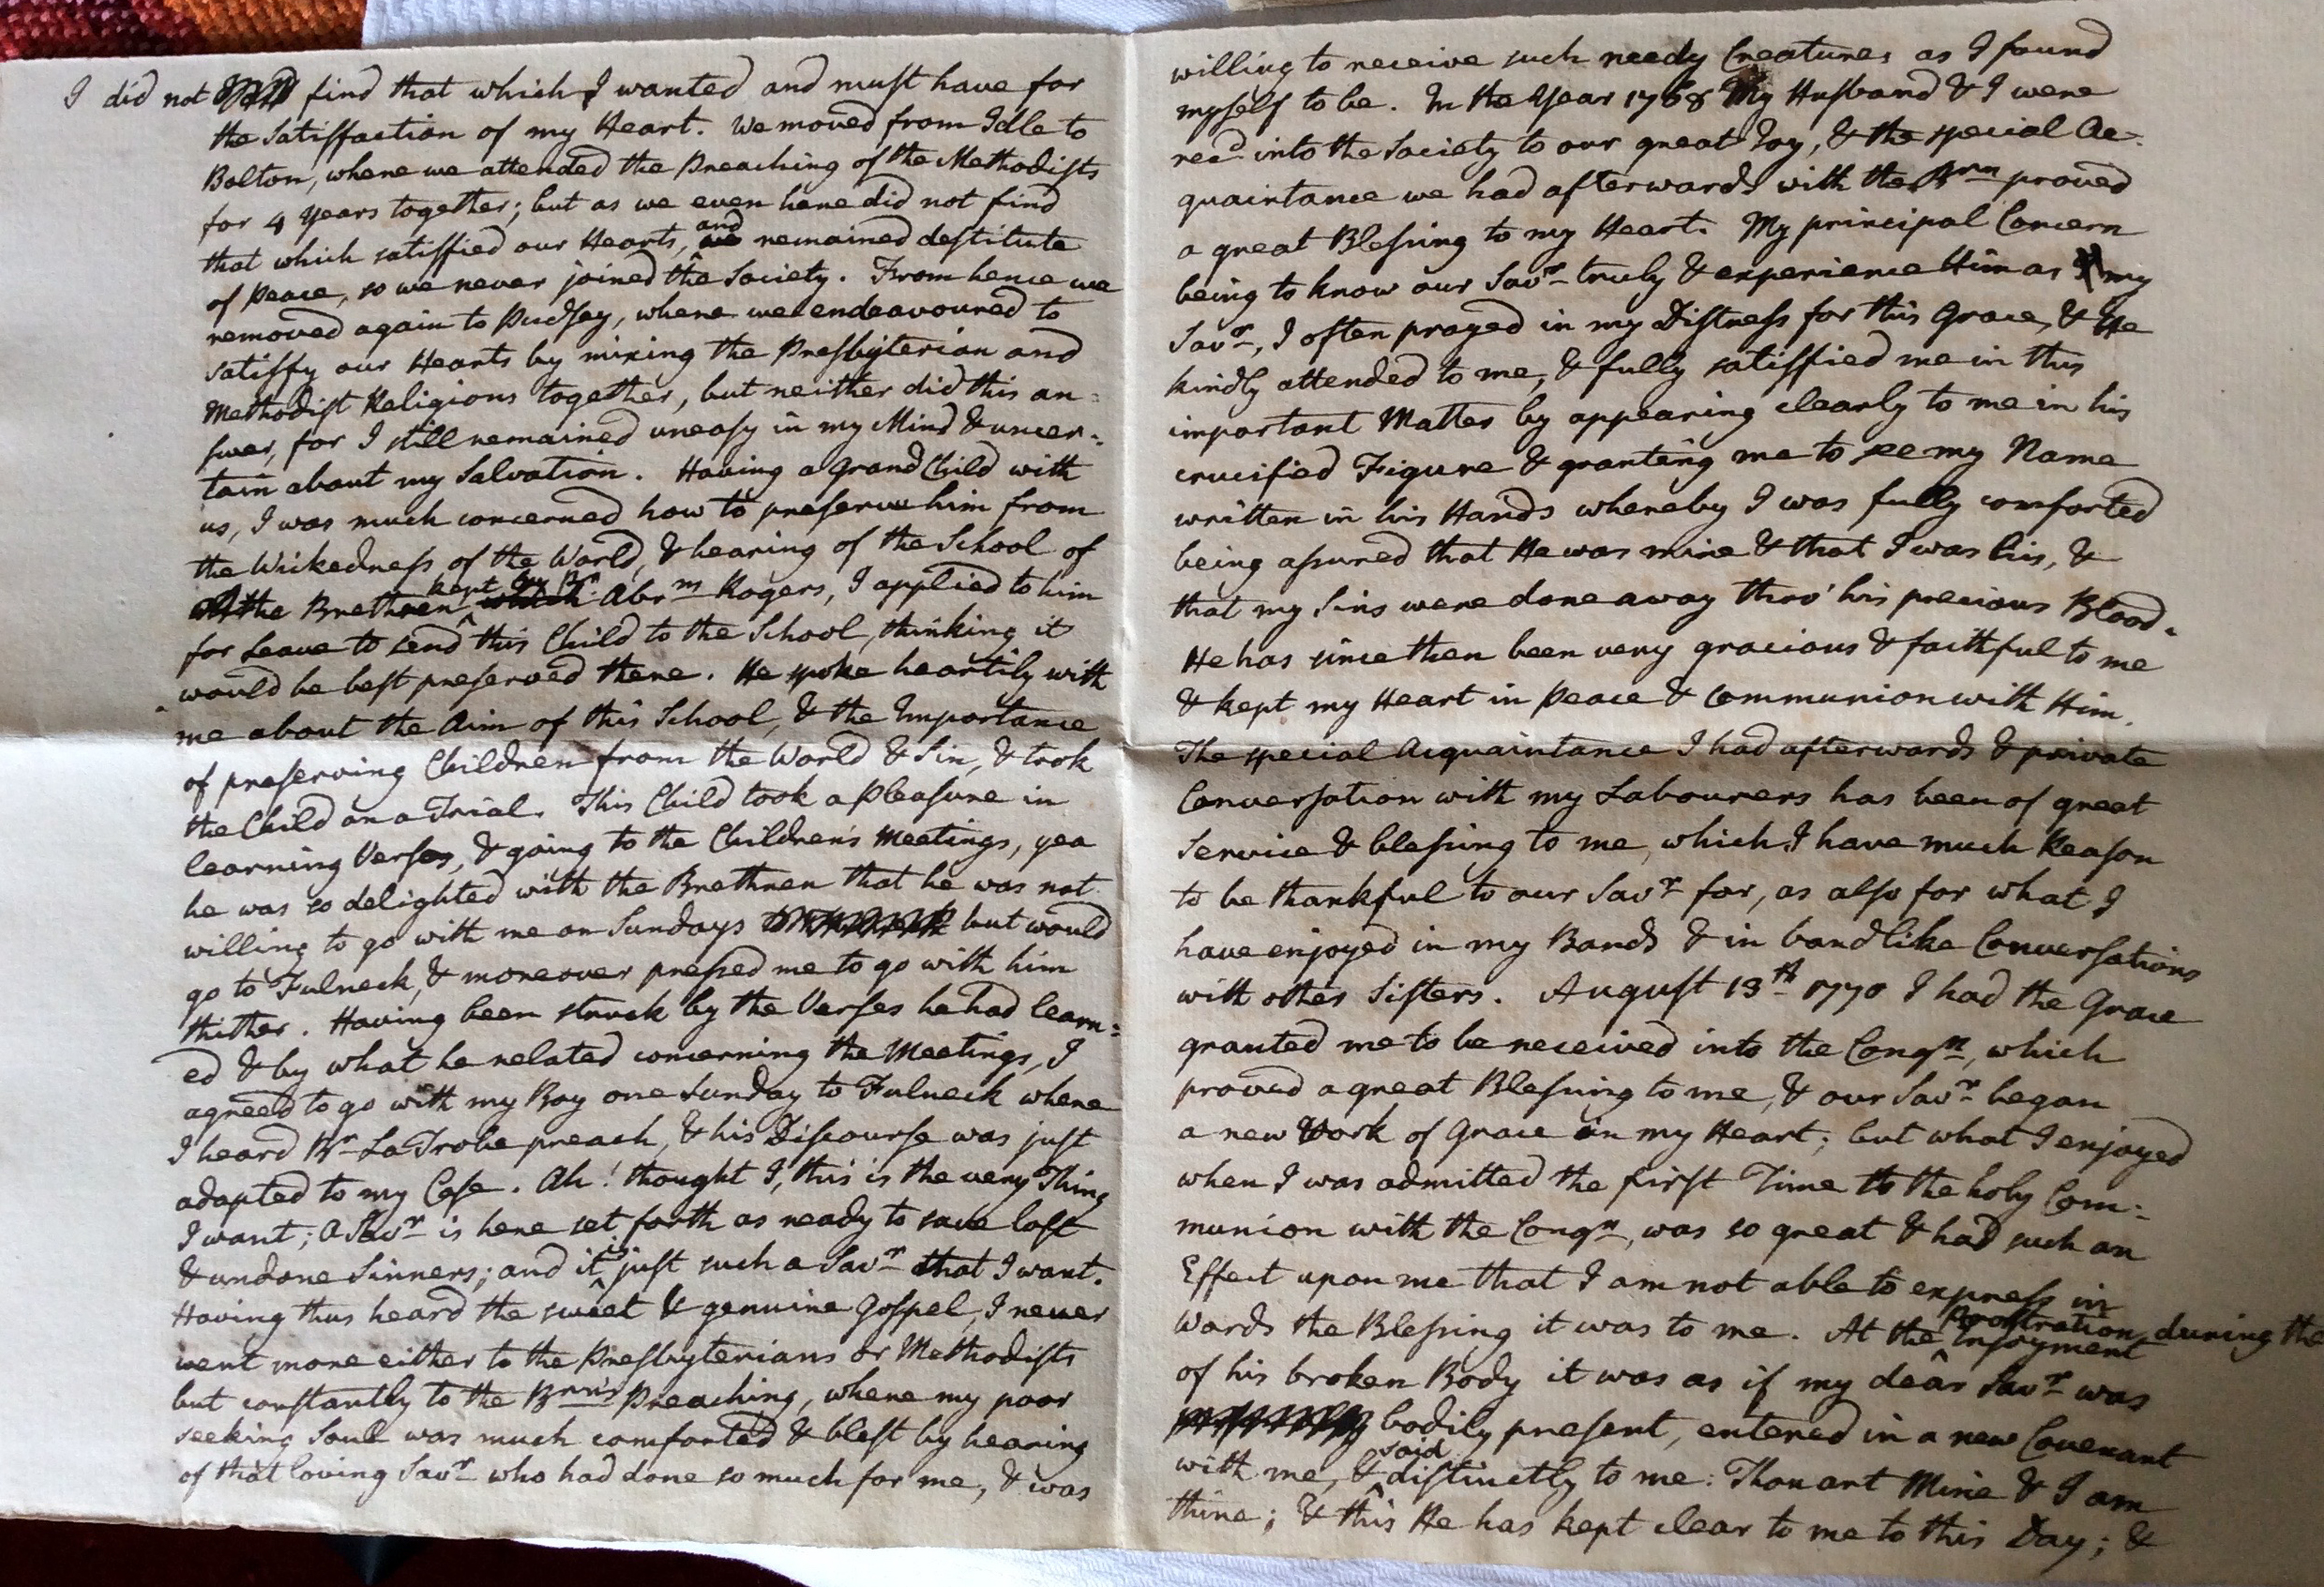 I did not find that which I wanted and must have for
the Satisfaction of my Heart. We moved from Idle to
Bolton, where we attended the Preaching of the Methodists
for 4 Years together; but as we even here did not find
that which satisfied our Hearts, and remained destitute
of Peace, so we never joined the Society. From hence we
removed again to Pudsey, where we endeavoured to
satisfy our Hearts by mixing the Presbyterian and
Methodist Religions together, but neither did this an=
swer, for I still remained uneasy in my Mind & uncer=
tain about my Salvation. Having a Grand Child with
us, I was much concerned how to preserve him from
the Wickedness of the World, & hearing of the School of
the Brethren kept by Br. Abrm Rogers, I applied to him
for Leave to send this Child to the School, thinking it
would be best preserved there. He spoke heartily with
me about the Aim of this School, & the Importance
of preserving Children from the World & Sin, & took
the Child on a Trial. This Child took a Pleasure in
learning Verses, & going to the Children's Meetings, yea
he was so delighted with the Brethren that he was not
willing to go with me on Sundays but would
go to Fulneck, & moreover pressed me to go with him
thither. Having been struck by the Verses he had learn=
ed & by what he related concerning the Meetings, I
agreed to go with my Boy one Sunday to Fulneck where
I heard Br. La Trobe preach, & his Discourse was just
adapted to my Case. Ah! thought I, this is the very Thing
I want; a Savr is here set forth as ready to save lost
& undone Sinners; and it is just such a Savr that I want.
Having thus heard the sweet & genuine Gospel, I never
went more either to the Presbyterians or Methodists
but constantly to the Brn's Preaching, where my poor
seeking Soul was much comforted & blest by hearing
of that loving Savr who had done so much for me, & was
willing to receive such needy Creatures as I found
myself to be. In the Year 1768 My Husband & I were
recd into the Society to our great Joy, & the special Ac=
quaintance we had afterwards with the Brn proved
a great Blessing to my Heart. My principal Concern
being to know our Savr truly & experience Him as my
Savr, I often prayed in my Distress for this Grace, & He
kindly attended to me, & fully satisfied me in this
important Matter by appearing clearly to me in his
crucified Figure & granting me to see my Name
written in his Hands whereby I was fully comforted
being assured that He was mine & that I was his, &
that my Sins were done away thro' his precious Blood.
He has since then been very gracious & faithful to me
& kept my Heart in Peace & Communion with Him.
The special Acquaintance I had afterwards & private
Conversation with my Labourers has been of great
Service & blessing to me, which I have much Reason
to be thankful to our Savr for, as also for what I
have enjoyed in my Bands & in bandlike Conversations
with other Sisters. August 13th 1770 I had the Grace
granted me to be received into the Congn, which
proved a great Blessing to me, & our Savr began
a new Work of Grace in my Heart; but what I enjoyed
when I was admitted the first Time to the holy Com=
munion with the Congn, was so great & had such an
Effect upon me that I am not able to express in
Words the Blessing it was to me. At the Prostration during the Enjoyment
of his broken Body it was as if my dear Savr was
bodily present, entered in a new Covenant
with me, & said distinctly to me: Thou art Mine & I am
thine; & this He has kept clear to me to this Day; &